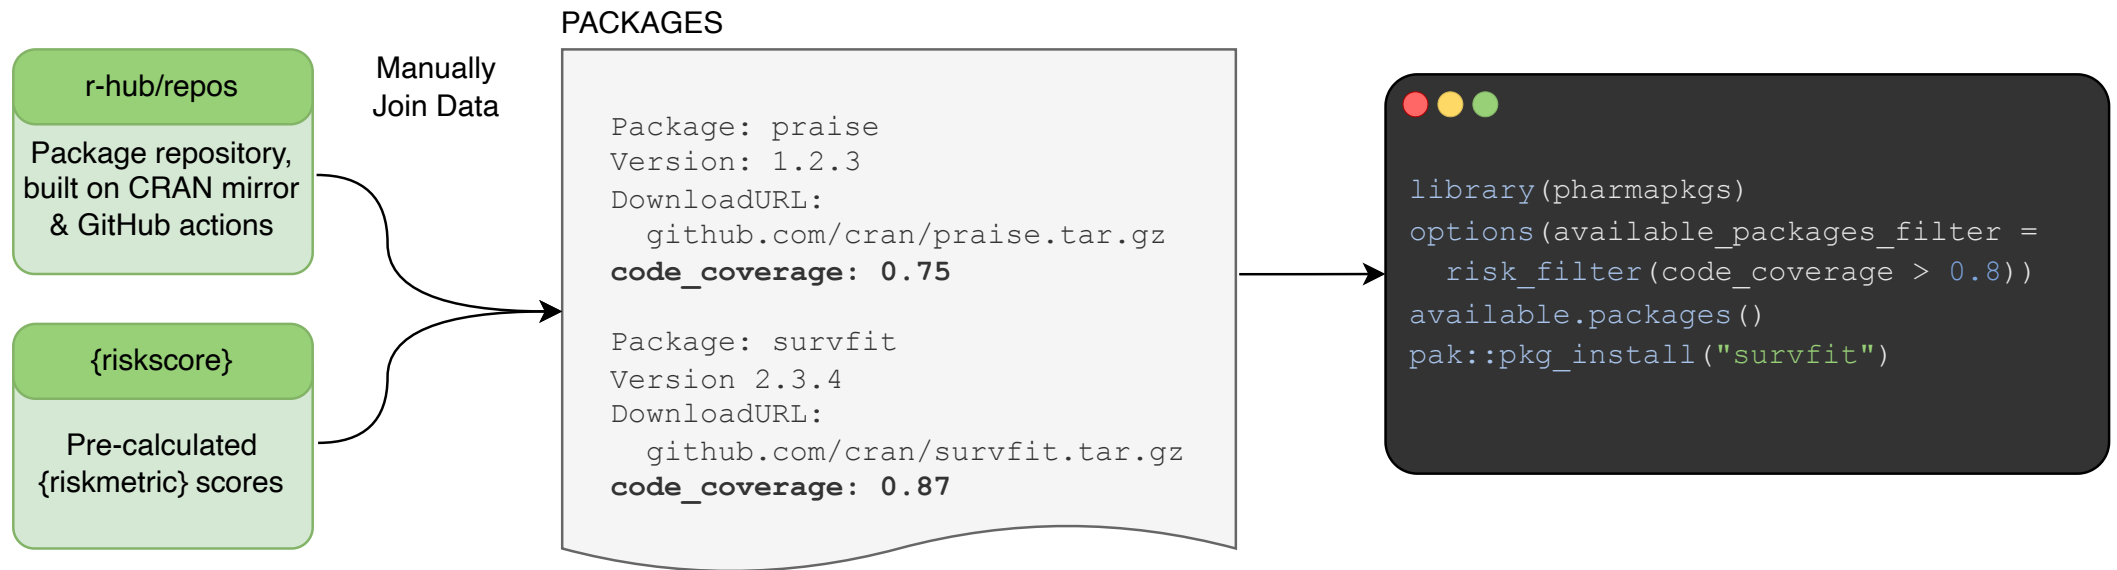 r-hub/repos
Package repository,
built on CRAN mirror
& GitHub actions
{riskscore}
Pre-calculated
{riskmetric} scores
Manually
Join Data
PACKAGES
Package: praise
Version: 1.2.3
DownloadURL:
github.com/cran/praise.tar.gz
code_coverage: 0.75
Package: survfit
Version 2.3.4
DownloadURL:
github.com/cran/survfit.tar.gz
code_coverage: 0.87
library(pharmapkgs)
options(available_packages_filter =
risk_filter(code_coverage > 0.8))
available.packages()
pak::pkg_install("survfit")